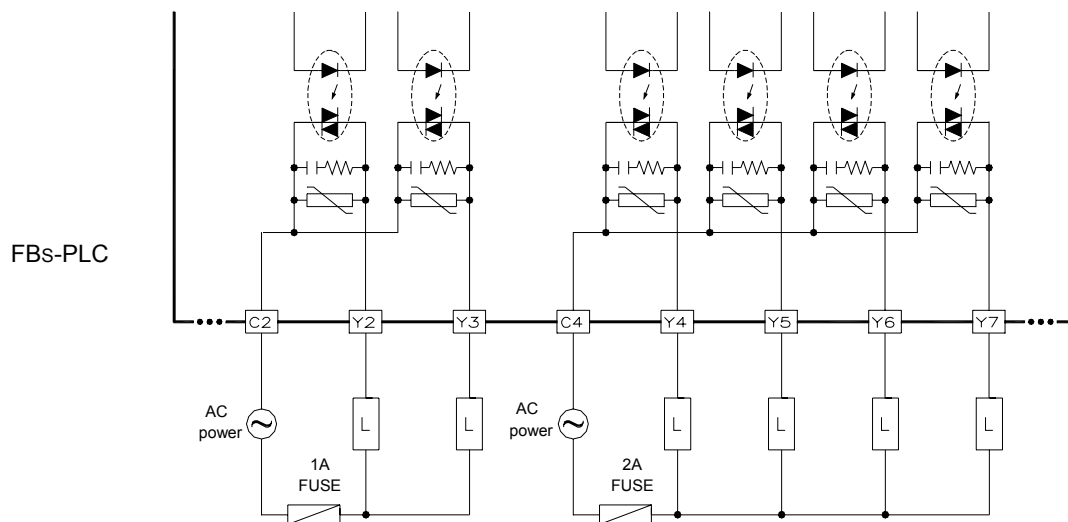 FBs-PLC
C2 Y2 Y3 C4 Y4 Y5 Y6 Y7
AC
power
L
L
AC
power
L
L
L
L
1A
FUSE
2A
FUSE